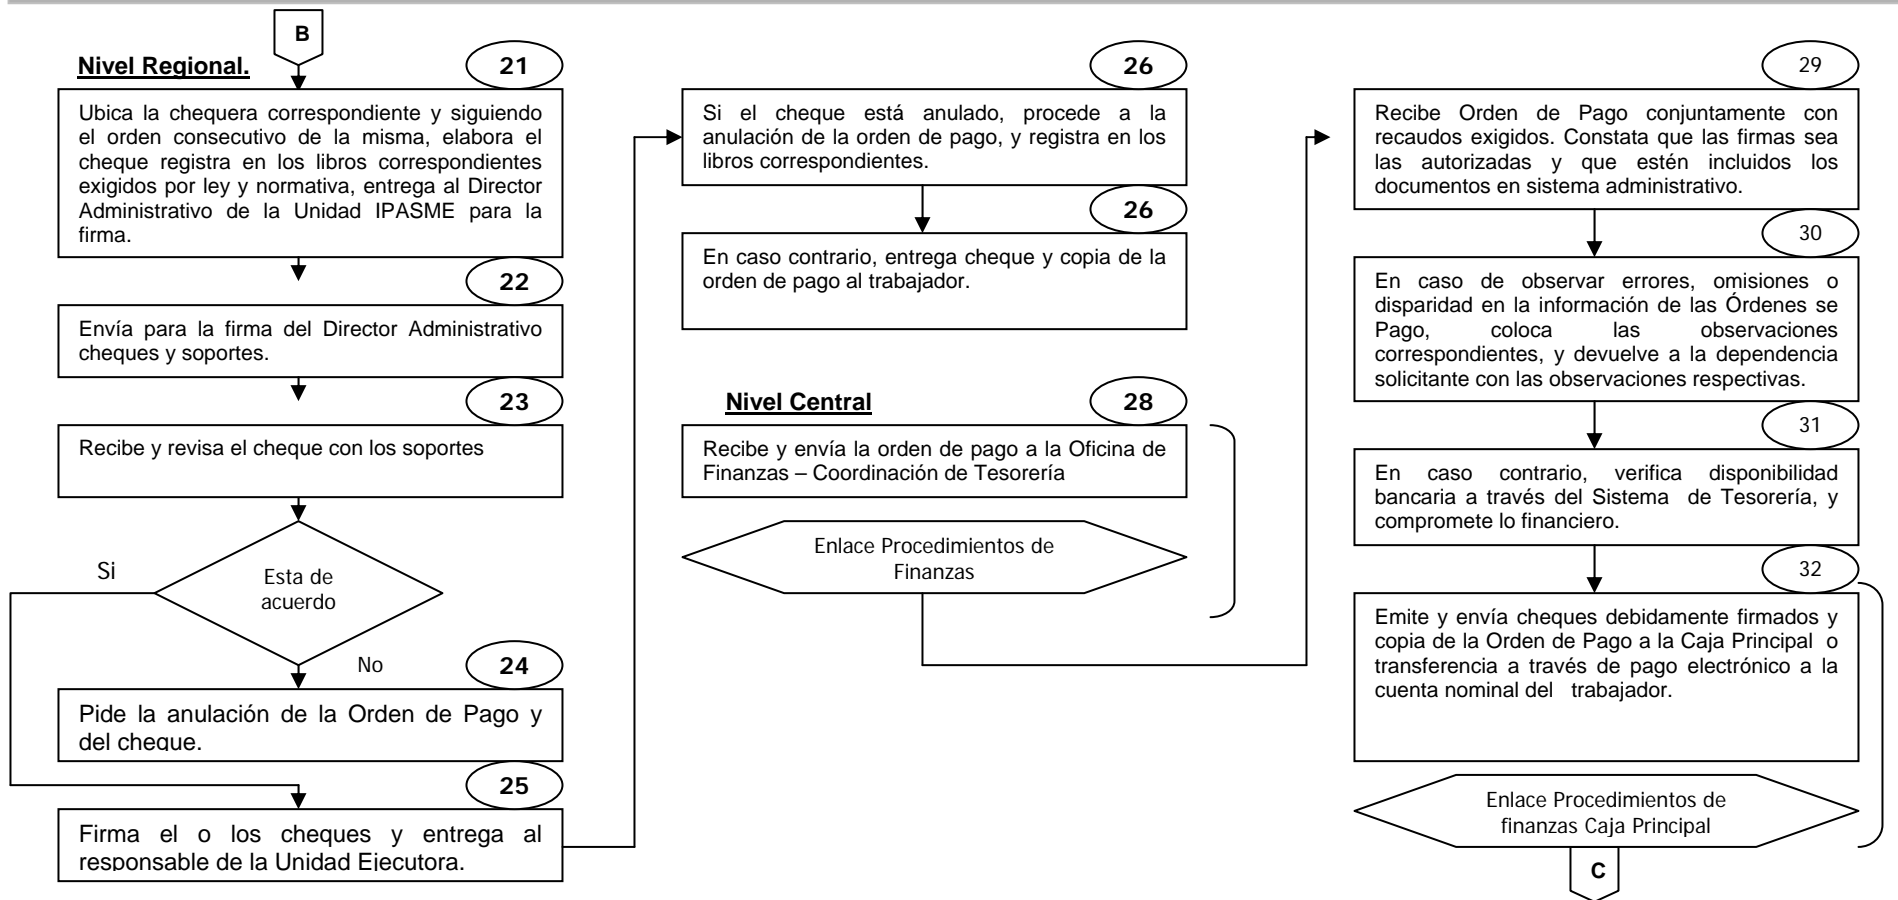 B
Nivel Regional.
21
Ubica la chequera correspondiente y siguiendo
el orden consecutivo de la misma, elabora el
cheque registra en los libros correspondientes
exigidos por ley y normativa, entrega al Director
Administrativo de la Unidad IPASME para la
firma.
22
Envía para la firma del Director Administrativo
cheques y soportes.
23
Recibe y revisa el cheque con los soportes
Si
Esta de
acuerdo
No
24
Pide la anulación de la Orden de Pago y
del cheque.
25
Firma el o los cheques y entrega al
responsable de la Unidad Ejecutora.
26
Si el cheque está anulado, procede a la
anulación de la orden de pago, y registra en los
libros correspondientes.
26
En caso contrario, entrega cheque y copia de la
orden de pago al trabajador.
Nivel Central
28
Recibe y envía la orden de pago a la Oficina de
Finanzas – Coordinación de Tesorería
Enlace Procedimientos de
Finanzas
29
Recibe Orden de Pago conjuntamente con
recaudos exigidos. Constata que las firmas sea
las autorizadas y que estén incluidos los
documentos en sistema administrativo.
30
En caso de observar errores, omisiones o
disparidad en la información de las Órdenes se
Pago, coloca las observaciones
correspondientes, y devuelve a la dependencia
solicitante con las observaciones respectivas.
31
En caso contrario, verifica disponibilidad
bancaria a través del Sistema de Tesorería, y
compromete lo financiero.
32
Emite y envía cheques debidamente firmados y
copia de la Orden de Pago a la Caja Principal o
transferencia a través de pago electrónico a la
cuenta nominal del trabajador.
Enlace Procedimientos de
finanzas Caja Principal
C